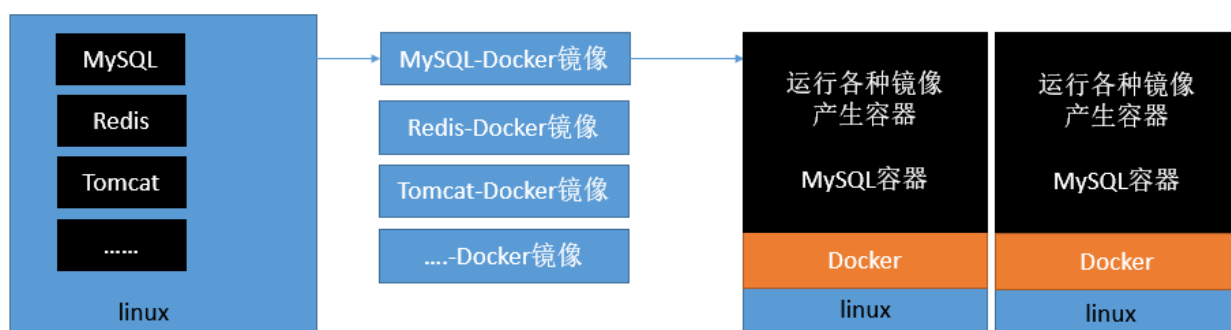 MySQL
Redis
Tomcat
……
linux
MySQL-Docker镜像
Redis-Docker镜像
Tomcat-Docker镜像
....-Docker镜像
运行各种镜像
产生容器
MySQL容器
Docker
linux
运行各种镜像
产生容器
MySQL容器
Docker
linux